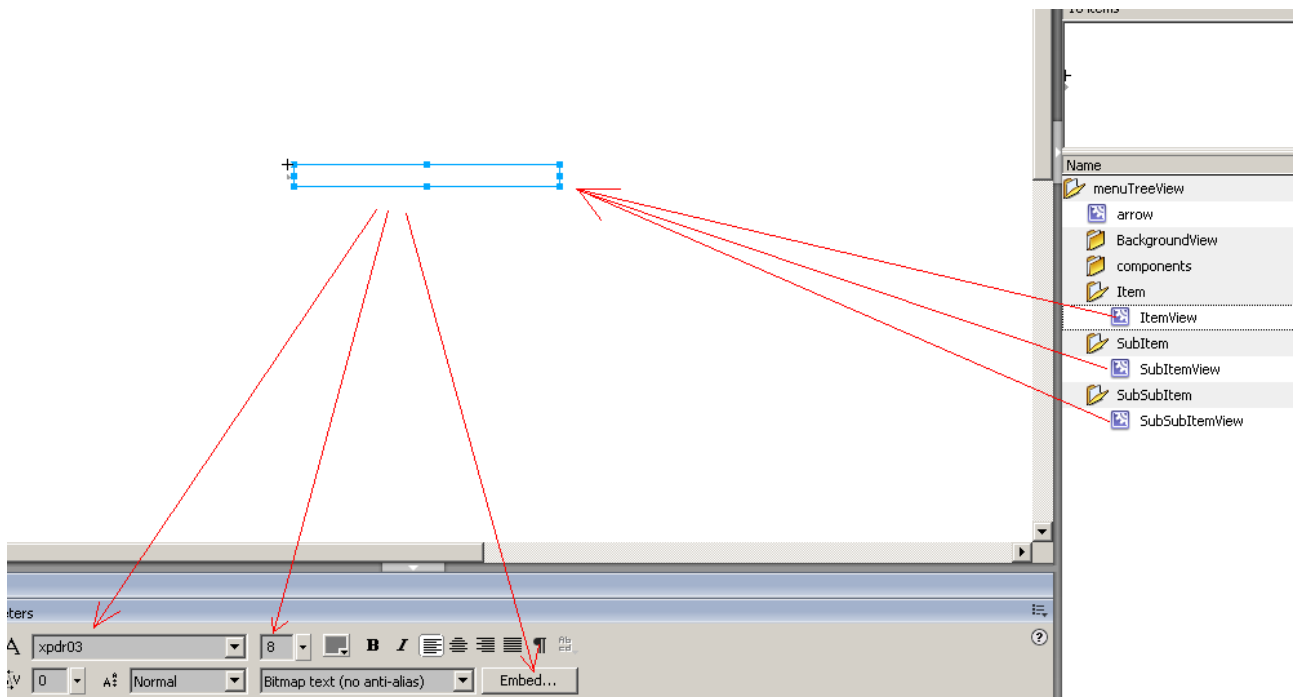 10 items
Name
menuTreeView
arrow
BackgroundView
components
Item
ItemView
SubItem
SubItemView
SubSubItem
SubSubItemView
eters
A xpdr03 8 B I ¶
0 Normal Bitmap text (no anti-alias) Embed...